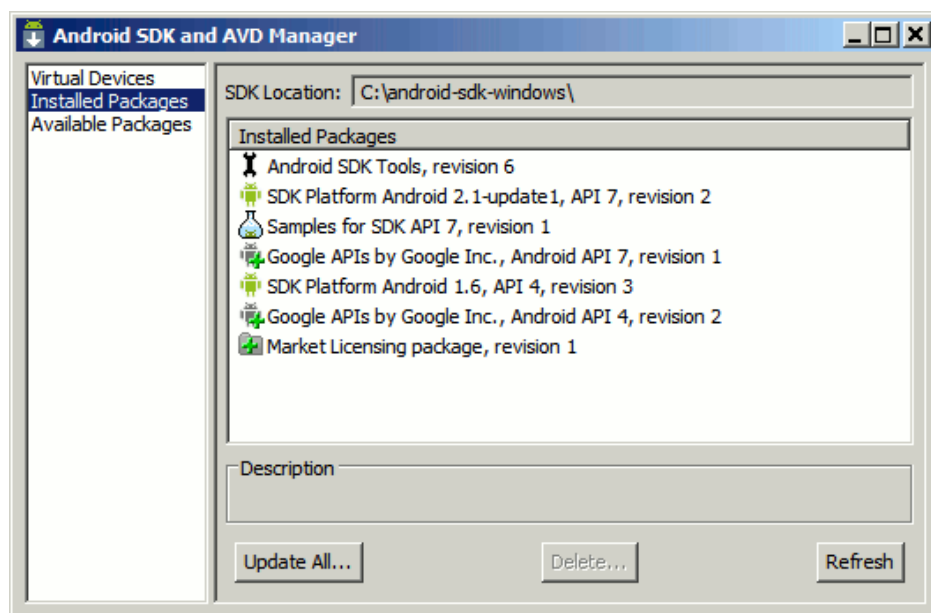 Android SDK and AVD Manager
Virtual Devices
Installed Packages
Available Packages
SDK Location: C:\android-sdk-windows\
Installed Packages
Android SDK Tools, revision 6
SDK Platform Android 2.1-update1, API 7, revision 2
Samples for SDK API 7, revision 1
Google APIs by Google Inc., Android API 7, revision 1
SDK Platform Android 1.6, API 4, revision 3
Google APIs by Google Inc., Android API 4, revision 2
Market Licensing package, revision 1
Description
Update All... Delete... Refresh